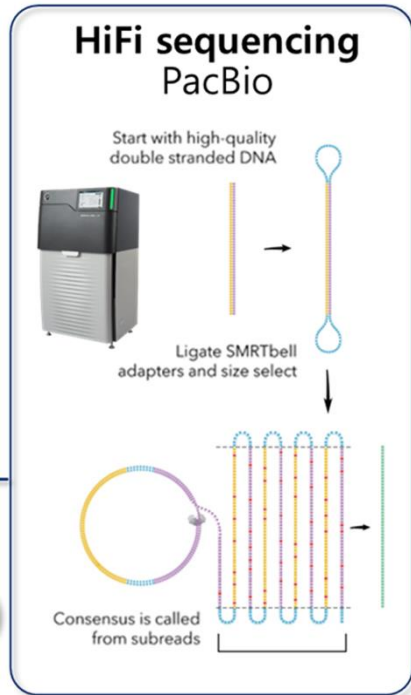 HiFi sequencing
PacBio
Start with high-quality
double stranded DNA
Ligate SMRTbell
adapters and size select
Consensus is called
from subreads